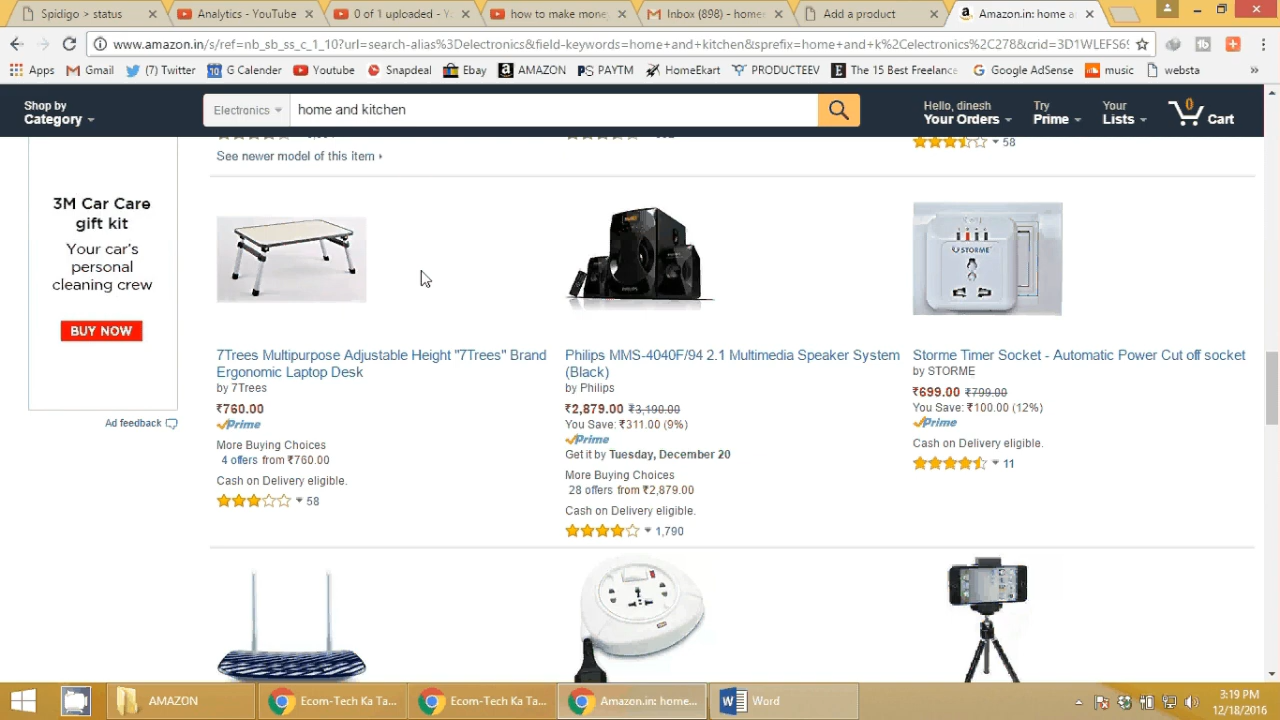 Spidigo > status
Analytics - YouTube
0 of 1 uploaded - Y
how to make mone
Inbox (898) - home
Add a product
Amazon.in: home a
www.amazon.in/s/ref=nb_sb_ss_c_1_10?url=search-alias%3Delectronics&field-keywords=home+and+kitchen&sprefix=home+and+k%2Celectronics%2C278&crid=3D1WLEFS69
Apps
Gmail
(7) Twitter
G Calender
Youtube
Snapdeal
Ebay
AMAZON
PAYTM
HomeEkart
PRODUCTEEV
The 15 Best Freelance
Google AdSense
music
websta
Shop by
Category
Electronics
home and kitchen
Hello, dinesh
Your Orders
Try
Prime
Your
Lists
0
Cart
See newer model of this item
58
3M Car Care
gift kit
Your car's
personal
cleaning crew
BUY NOW
Ad feedback
7Trees Multipurpose Adjustable Height "7Trees" Brand
Ergonomic Laptop Desk
by 7Trees
₹760.00
Prime
More Buying Choices
4 offers from ₹760.00
Cash on Delivery eligible.
58
PHILIPS
Philips MMS-4040F/94 2.1 Multimedia Speaker System
(Black)
by Philips
₹2,879.00 ₹3,190.00
You Save: ₹311.00 (9%)
Prime
Get it by Tuesday, December 20
More Buying Choices
28 offers from ₹2,879.00
Cash on Delivery eligible.
1,790
STORME
Storme Timer Socket - Automatic Power Cut off socket
by STORME
₹699.00 ₹799.00
You Save: ₹100.00 (12%)
Prime
Cash on Delivery eligible.
11
AMAZON
Ecom-Tech Ka Ta...
Ecom-Tech Ka Ta...
Amazon.in: home...
Word
3:19 PM
12/18/2016